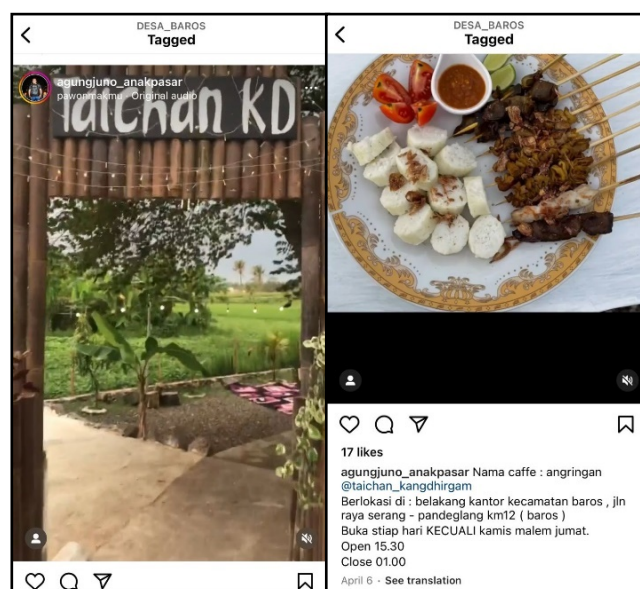 DESA_BAROS
Tagged
agungjuno_anakpasar
pawonmakmu · Original audio
Taichan KD
DESA_BAROS
Tagged
17 likes
agungjuno_anakpasar Nama caffe : angringan
@taichan_kangdhirgam
Berlokasi di : belakang kantor kecamatan baros , jln
raya serang - pandeglang km12 ( baros )
Buka stiap hari KECUALI kamis malem jumat.
Open 15.30
Close 01.00
April 6 · See translation